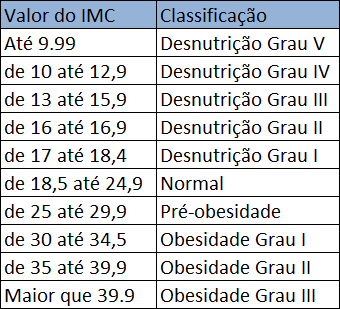 Valor do IMC Classificação
Até 9.99 Desnutrição Grau V
de 10 até 12,9 Desnutrição Grau IV
de 13 até 15,9 Desnutrição Grau III
de 16 até 16,9 Desnutrição Grau II
de 17 até 18,4 Desnutrição Grau I
de 18,5 até 24,9 Normal
de 25 até 29,9 Pré-obesidade
de 30 até 34,5 Obesidade Grau I
de 35 até 39,9 Obesidade Grau II
Maior que 39.9 Obesidade Grau III